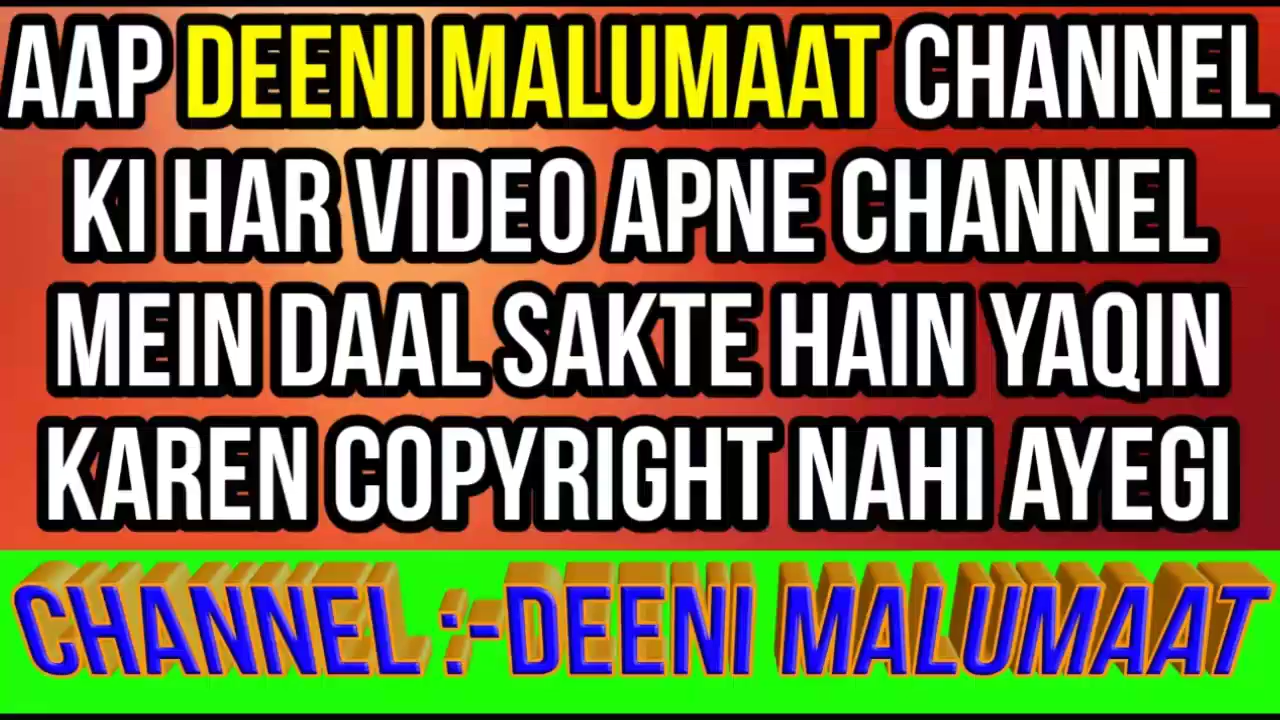 AAP DEENI MALUMAAT CHANNEL
KI HAR VIDEO APNE CHANNEL
MEIN DAAL SAKTE HAIN YAQIN
KAREN COPYRIGHT NAHI AYEGI
CHANNEL :-DEENI MALUMAAT